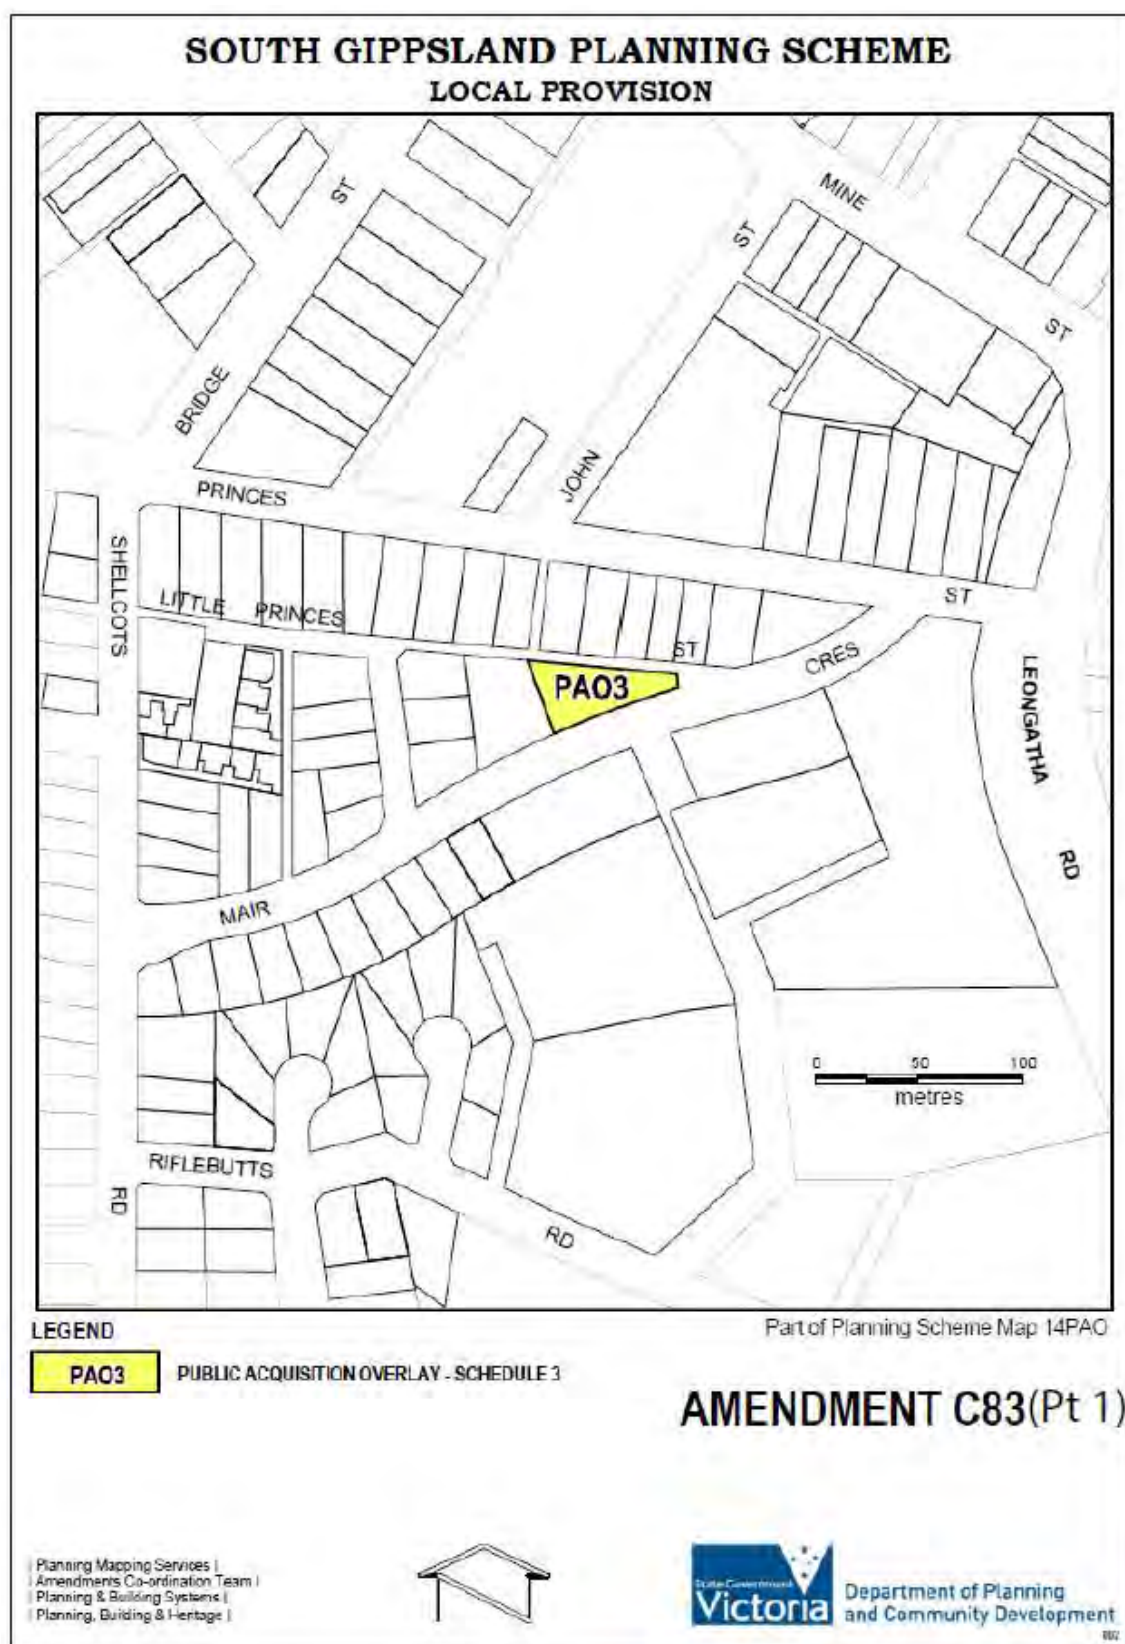 SOUTH GIPPSLAND PLANNING SCHEME
LOCAL PROVISION
MINE
ST
ST
ST
BRIDGE
JOHN
PRINCES
SHELLCOTS
LITTLE PRINCES
ST
ST
CRES
PAO3
LEONGATHA
RD
MAIR
0 50 100
metres
RIFLEBUTTS
RD
RD
LEGEND
Part of Planning Scheme Map 14PAO
PAO3 PUBLIC ACQUISITION OVERLAY - SCHEDULE 3
AMENDMENT C83(Pt 1)
| Planning Mapping Services |
| Amendments Co-ordination Team |
| Planning & Building Systems |
| Planning, Building & Heritage |
State Government
Victoria
Department of Planning
and Community Development